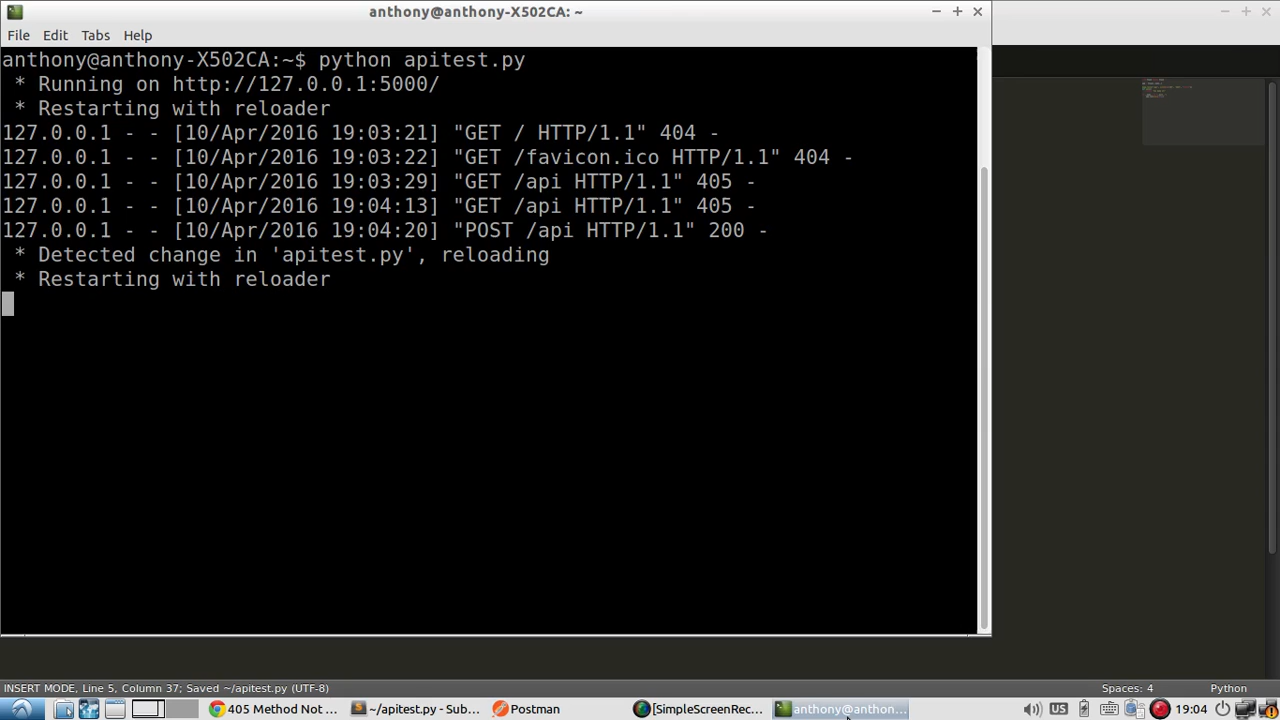 anthony@anthony-X502CA: ~
File Edit Tabs Help
anthony@anthony-X502CA:~$ python apitest.py
* Running on http://127.0.0.1:5000/
* Restarting with reloader
127.0.0.1 - - [10/Apr/2016 19:03:21] "GET / HTTP/1.1" 404 -
127.0.0.1 - - [10/Apr/2016 19:03:22] "GET /favicon.ico HTTP/1.1" 404 -
127.0.0.1 - - [10/Apr/2016 19:03:29] "GET /api HTTP/1.1" 405 -
127.0.0.1 - - [10/Apr/2016 19:04:13] "GET /api HTTP/1.1" 405 -
127.0.0.1 - - [10/Apr/2016 19:04:20] "POST /api HTTP/1.1" 200 -
* Detected change in 'apitest.py', reloading
* Restarting with reloader
INSERT MODE, Line 5, Column 37; Saved ~/apitest.py (UTF-8) Spaces: 4 Python
405 Method Not ... ~/apitest.py - Sub... Postman [SimpleScreenRec... anthony@anthon... US 19:04